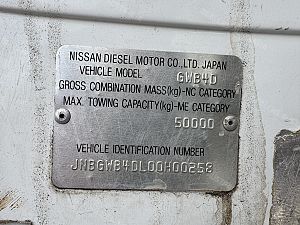 NISSAN DIESEL MOTOR CO.,LTD. JAPAN
VEHICLE MODEL GWB4D
GROSS COMBINATION MASS(kg)-NC CATEGORY
MAX. TOWING CAPACITY(kg)-ME CATEGORY
50000
VEHICLE IDENTIFICATION NUMBER
JNBGWB4DL00400258